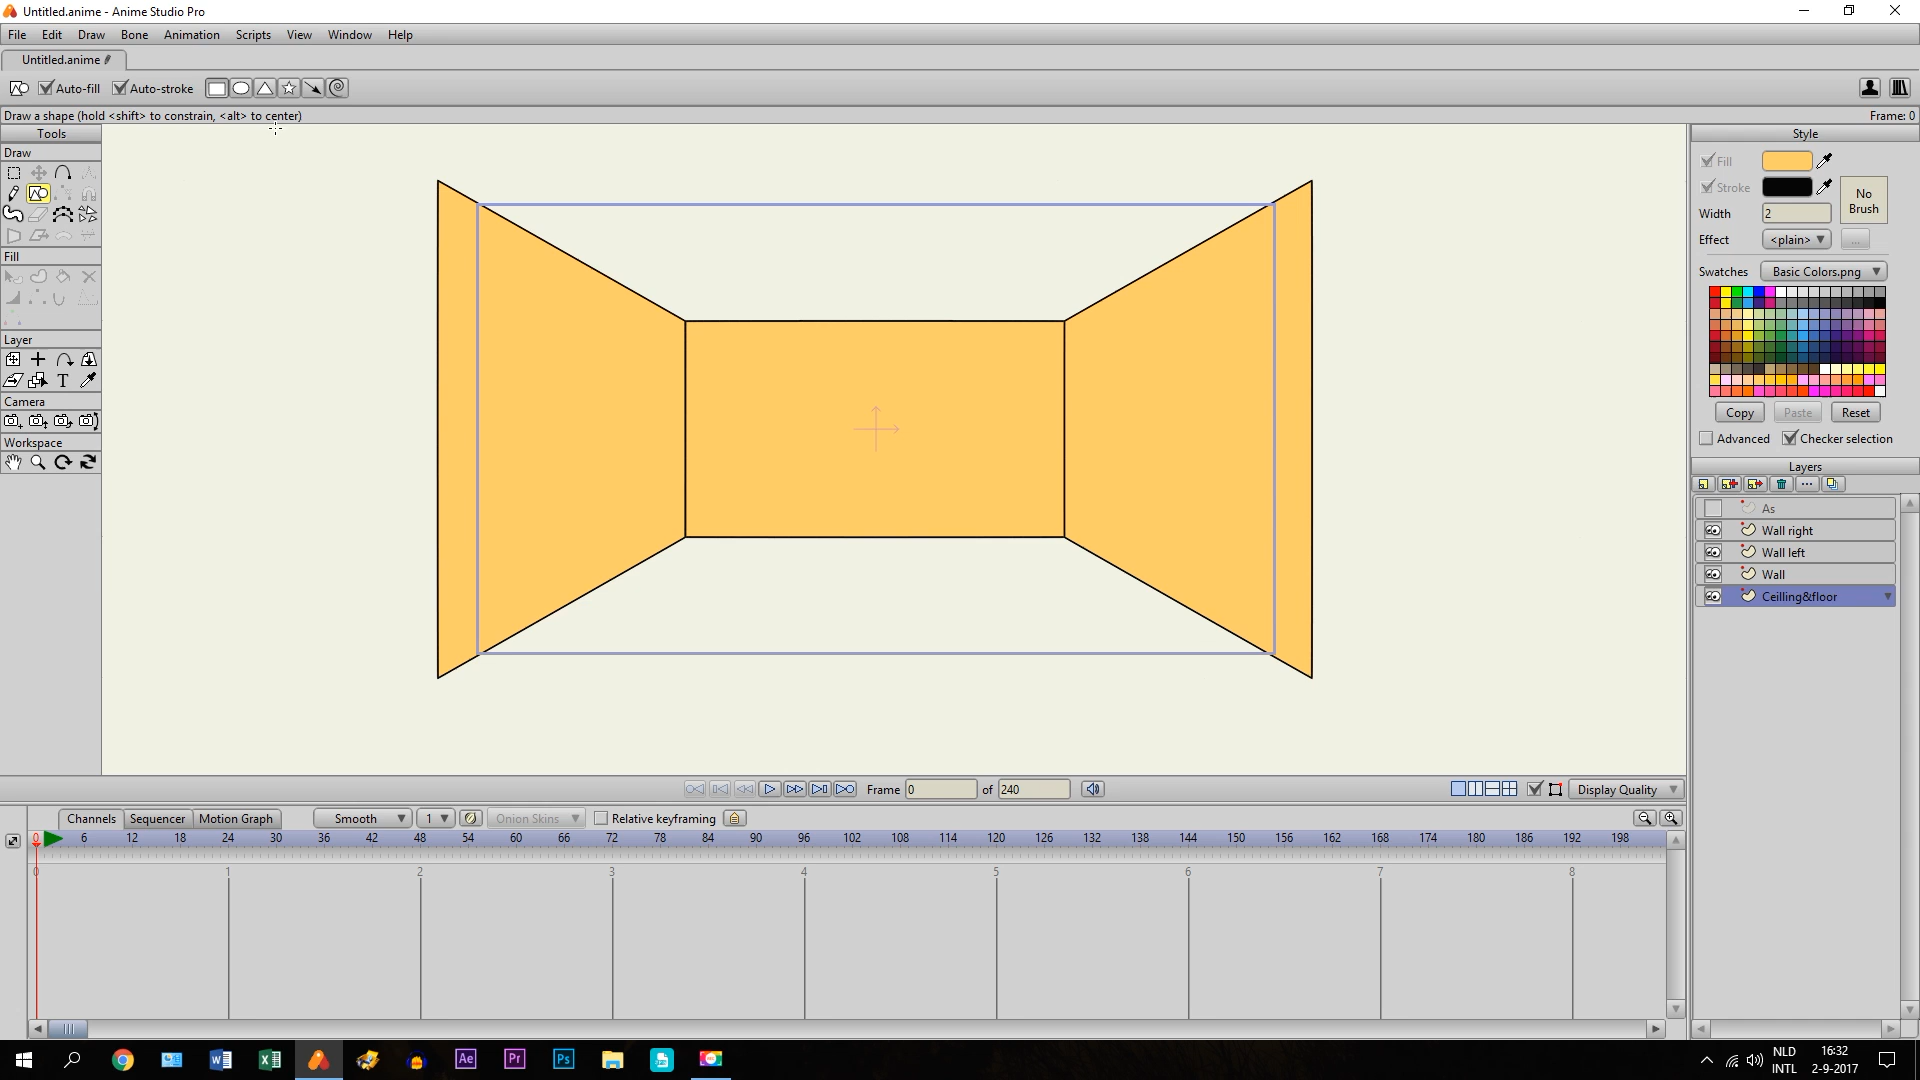 Untitled.anime - Anime Studio Pro
File Edit Draw Bone Animation Scripts View Window Help
Untitled.anime
Auto-fill Auto-stroke
Draw a shape (hold <shift> to constrain, <alt> to center) Frame: 0
Tools
Draw
Fill
Layer
T
Camera
Workspace
Style
Fill
Stroke
No Brush
Width 2
Effect <plain> ...
Swatches Basic Colors.png
Copy Paste Reset
Advanced Checker selection
Layers
As
Wall right
Wall left
Wall
Ceilling&floor
Frame 0 of 240 Display Quality
Channels Sequencer Motion Graph Smooth 1 Onion Skins Relative keyframing
0 6 12 18 24 30 36 42 48 54 60 66 72 78 84 90 96 102 108 114 120 126 132 138 144 150 156 162 168 174 180 186 192 198
0 1 2 3 4 5 6 7 8
Ae Pr Ps
NLD 16:32
INTL 2-9-2017